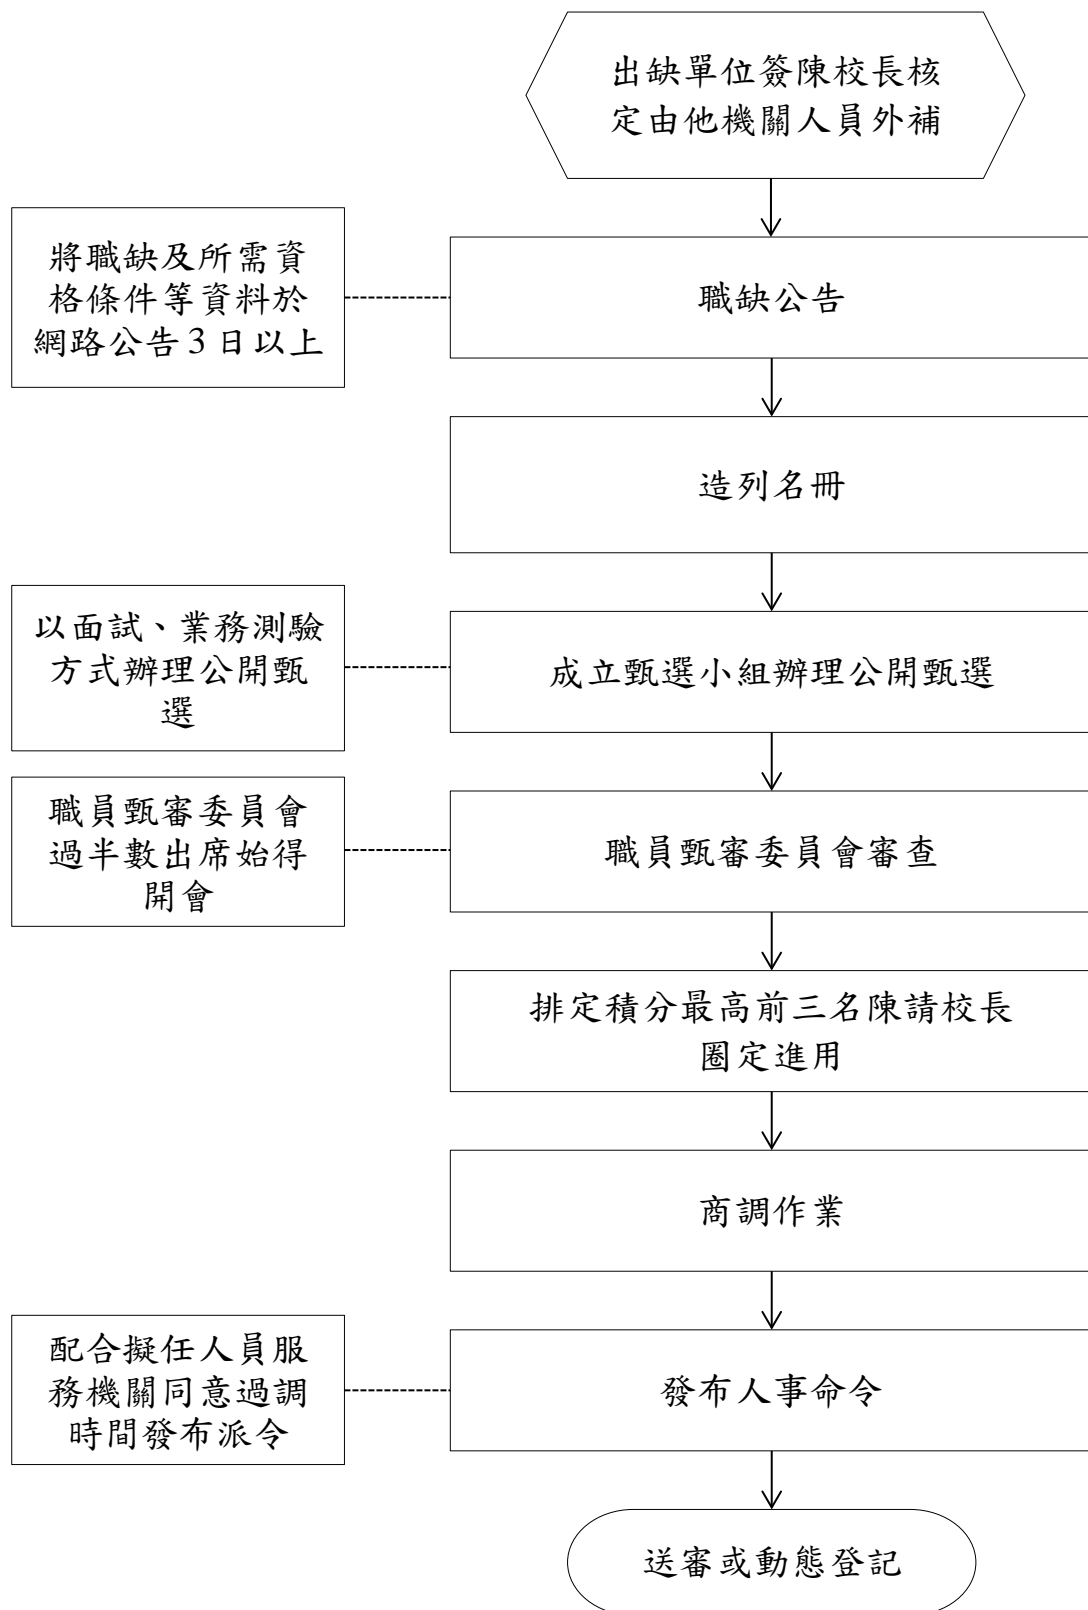 出缺單位簽陳校長核
定由他機關人員外補
將職缺及所需資
格條件等資料於
網路公告3日以上
職缺公告
造列名冊
以面試、業務測驗
方式辦理公開甄
選
成立甄選小組辦理公開甄選
職員甄審委員會
過半數出席始得
開會
職員甄審委員會審查
排定積分最高前三名陳請校長
圈定進用
商調作業
配合擬任人員服
務機關同意過調
時間發布派令
發布人事命令
送審或動態登記